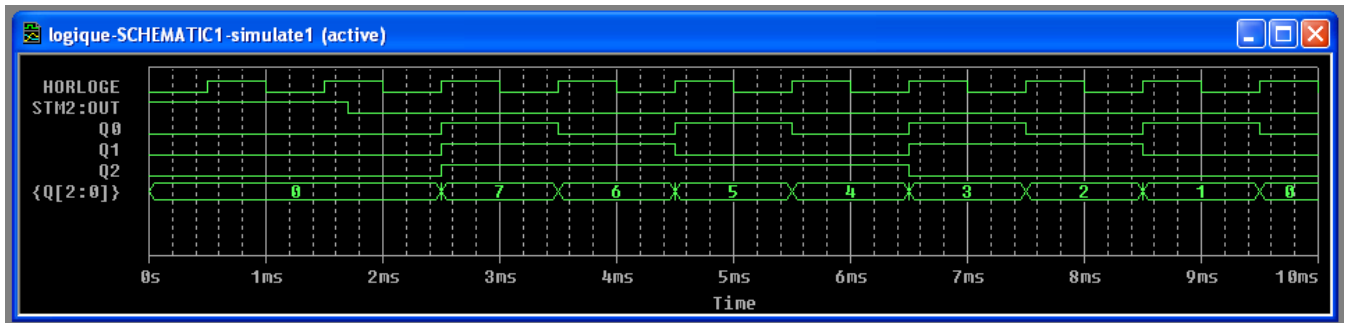 logique-SCHEMATIC1-simulate1 (active)
HORLOGE
STM2:OUT
Q0
Q1
Q2
{Q[2:0]} 0 7 6 5 4 3 2 1 0
0s 1ms 2ms 3ms 4ms 5ms 6ms 7ms 8ms 9ms 10ms
Time